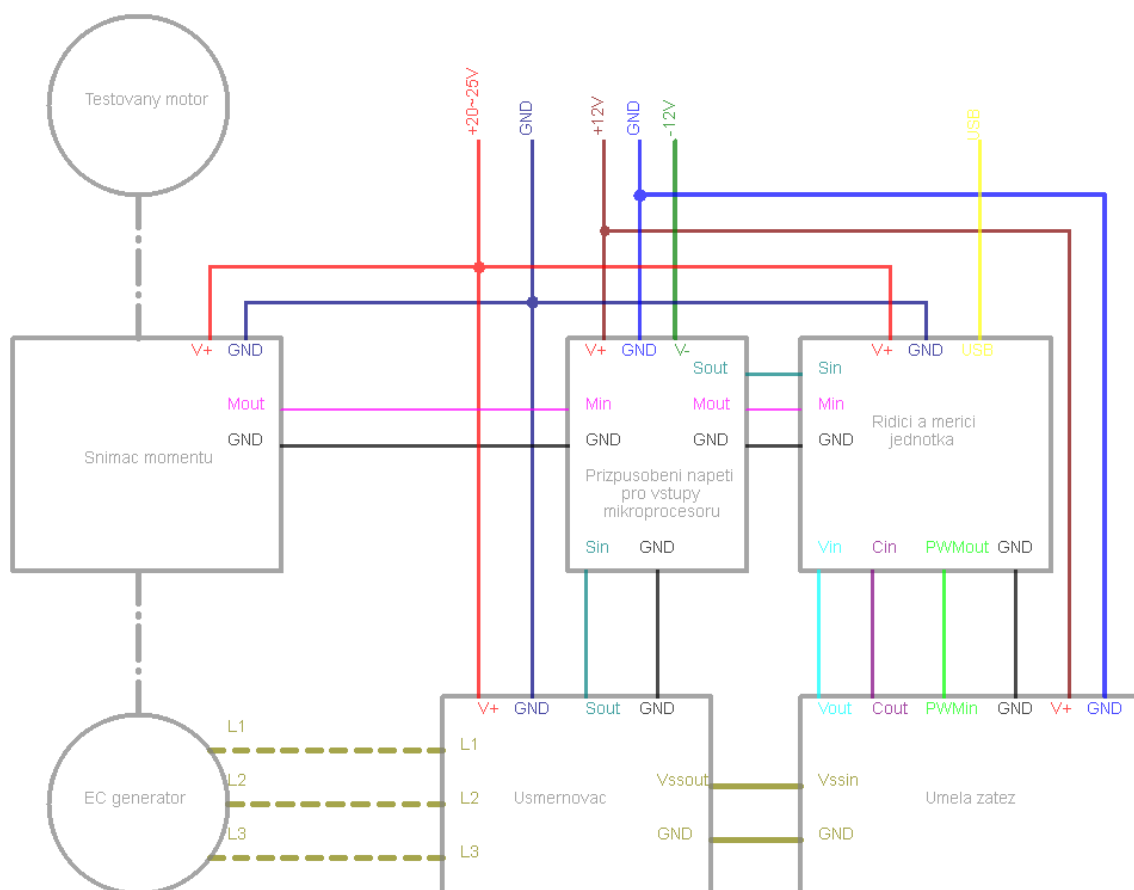 Testovany motor
+20~25V
GND
+12V
GND
-12V
USB
V+ GND
V+ GND V-
V+ GND USB
Sout
Sin
Mout
Min
Mout
Min
GND
GND
GND
GND
Snimac momentu
Prizpusobeni napeti
pro vstupy
mikroprocesoru
Ridici a merici
jednotka
Sin GND
Vin Cin PWMout GND
V+ GND Sout GND
Vout Cout PWMin GND V+ GND
L1
L1
L2
L2
L3
L3
EC generator
Usmernovac
Vssout
Vssin
GND
GND
Umela zatez